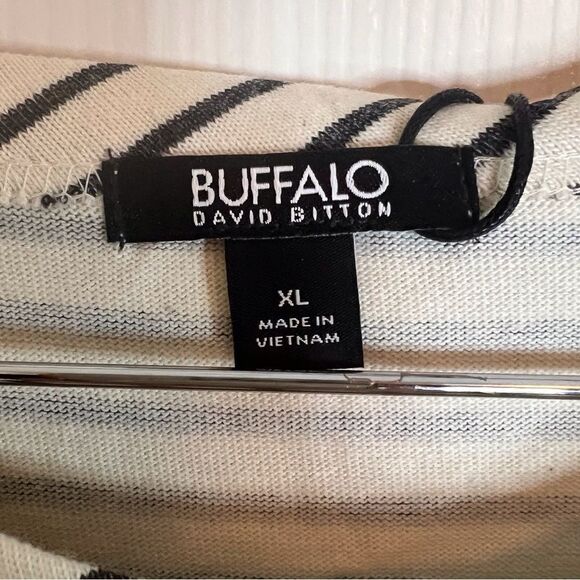 BUFFALO
DAVID BITTON
XL
MADE IN
VIETNAM